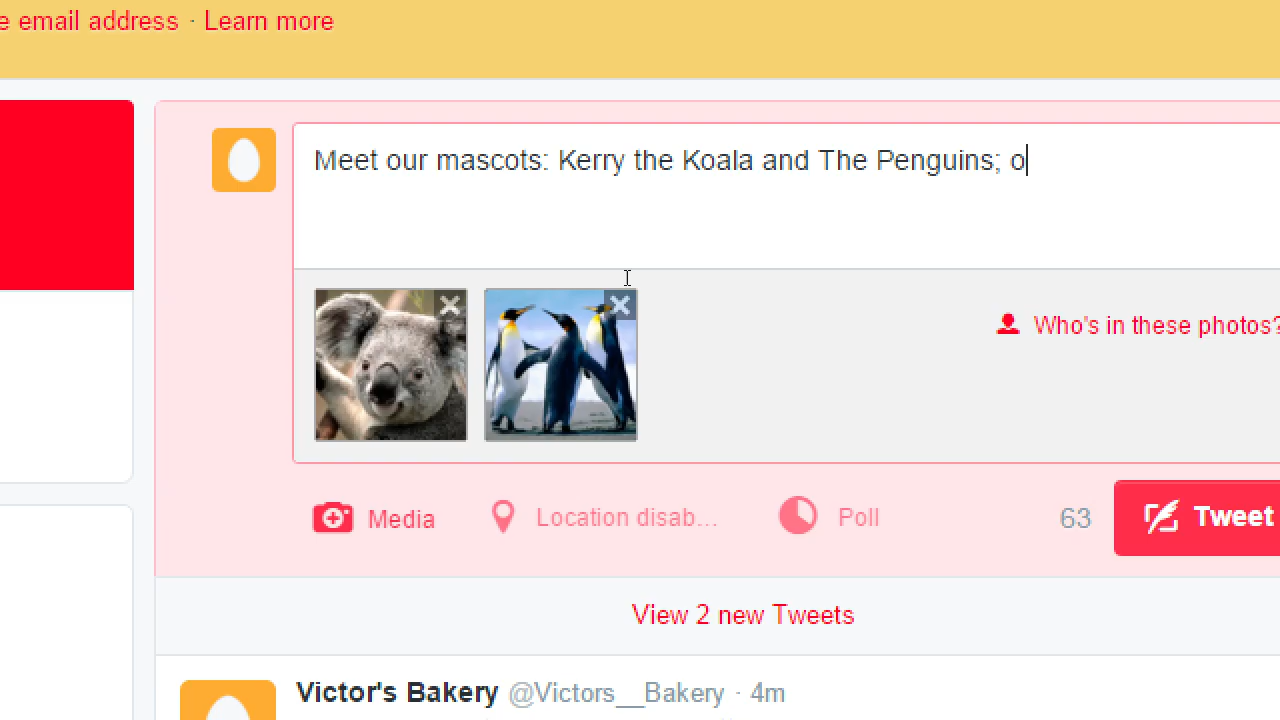 e email address · Learn more
Meet our mascots: Kerry the Koala and The Penguins; o
Who's in these photos?
Media
Location disab...
Poll
63
Tweet
View 2 new Tweets
Victor's Bakery @Victors__Bakery · 4m